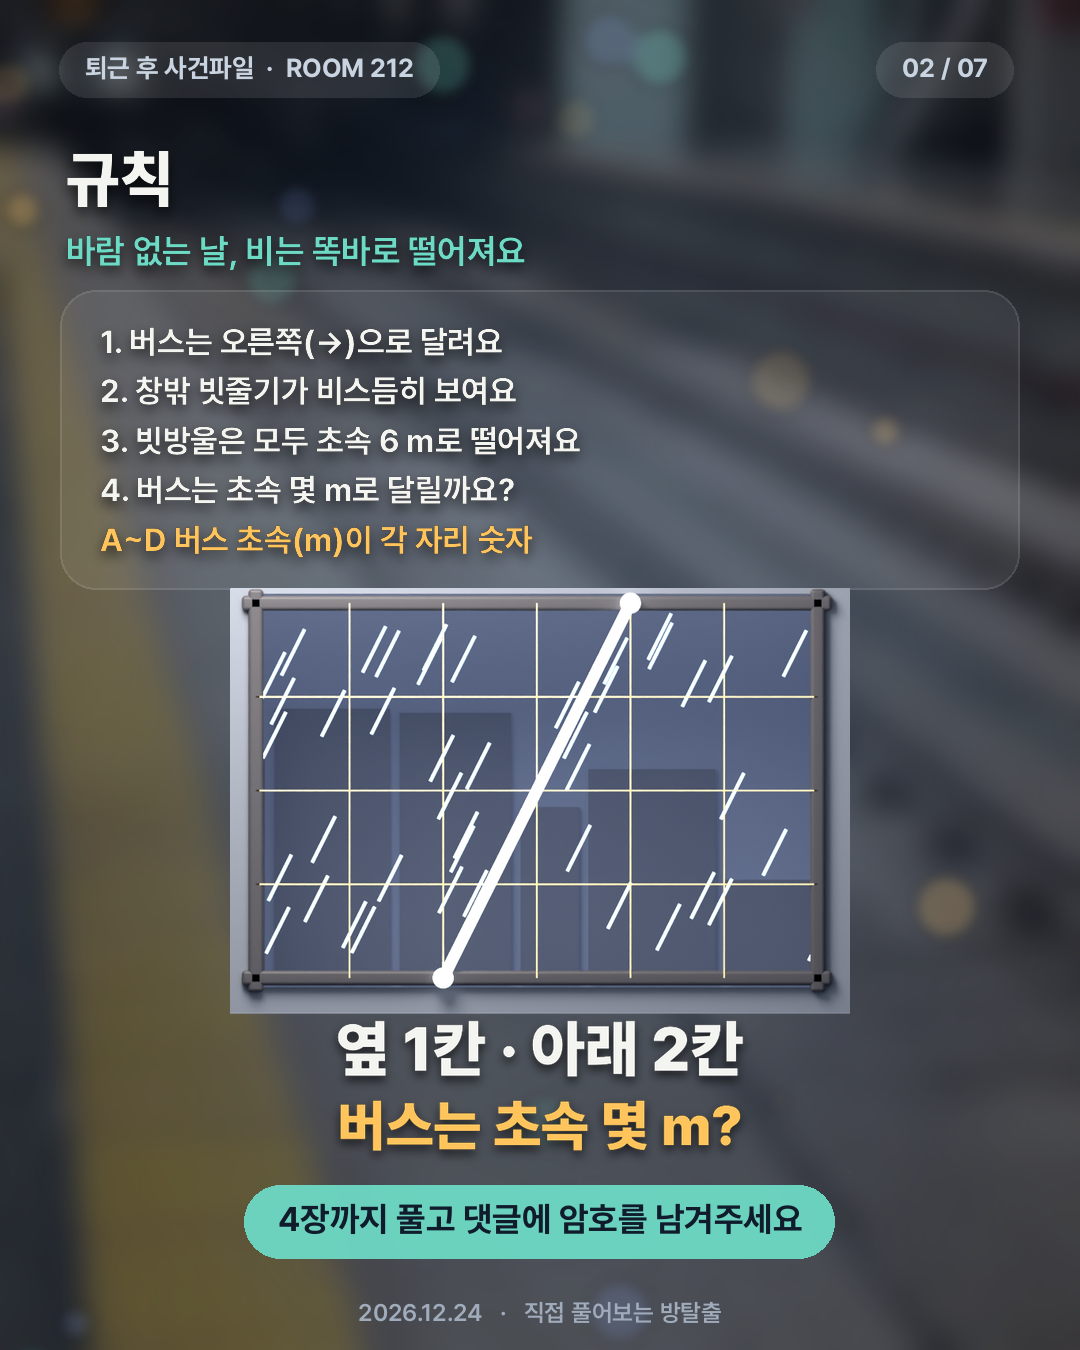 퇴근 후 사건파일 · ROOM 212
02 / 07
규칙
바람 없는 날, 비는 똑바로 떨어져요
1. 버스는 오른쪽(→)으로 달려요
2. 창밖 빗줄기가 비스듬히 보여요
3. 빗방울은 모두 초속 6 m로 떨어져요
4. 버스는 초속 몇 m로 달릴까요?
A~D 버스 초속(m)이 각 자리 숫자
옆 1칸 · 아래 2칸
버스는 초속 몇 m?
4장까지 풀고 댓글에 암호를 남겨주세요
2026.12.24 · 직접 풀어보는 방탈출